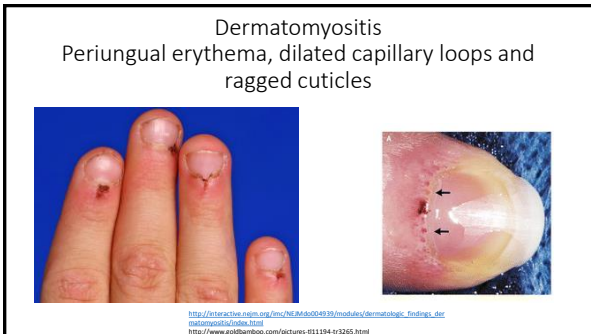 Dermatomyositis
Periungual erythema, dilated capillary loops and
ragged cuticles
A
http://interactive.nejm.org/imc/NEJMdo004939/modules/dermatologic_findings_der
matomyositis/index.html
http://www.goldbamboo.com/pictures-tl11194-tr3265.html